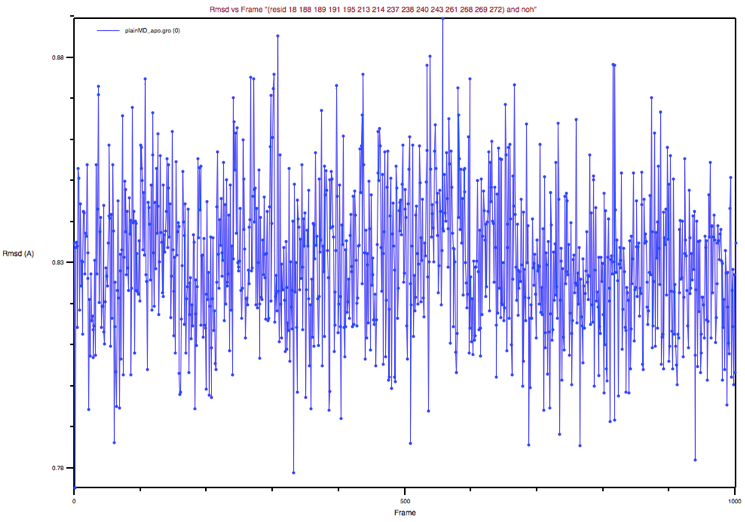 Rmsd vs Frame "(resid 18 188 189 191 195 213 214 237 238 240 243 261 268 269 272) and noh"
plainMD_apo.gro (0)
0.88
Rmsd (A)
0.83
0.78
0
500
1000
Frame